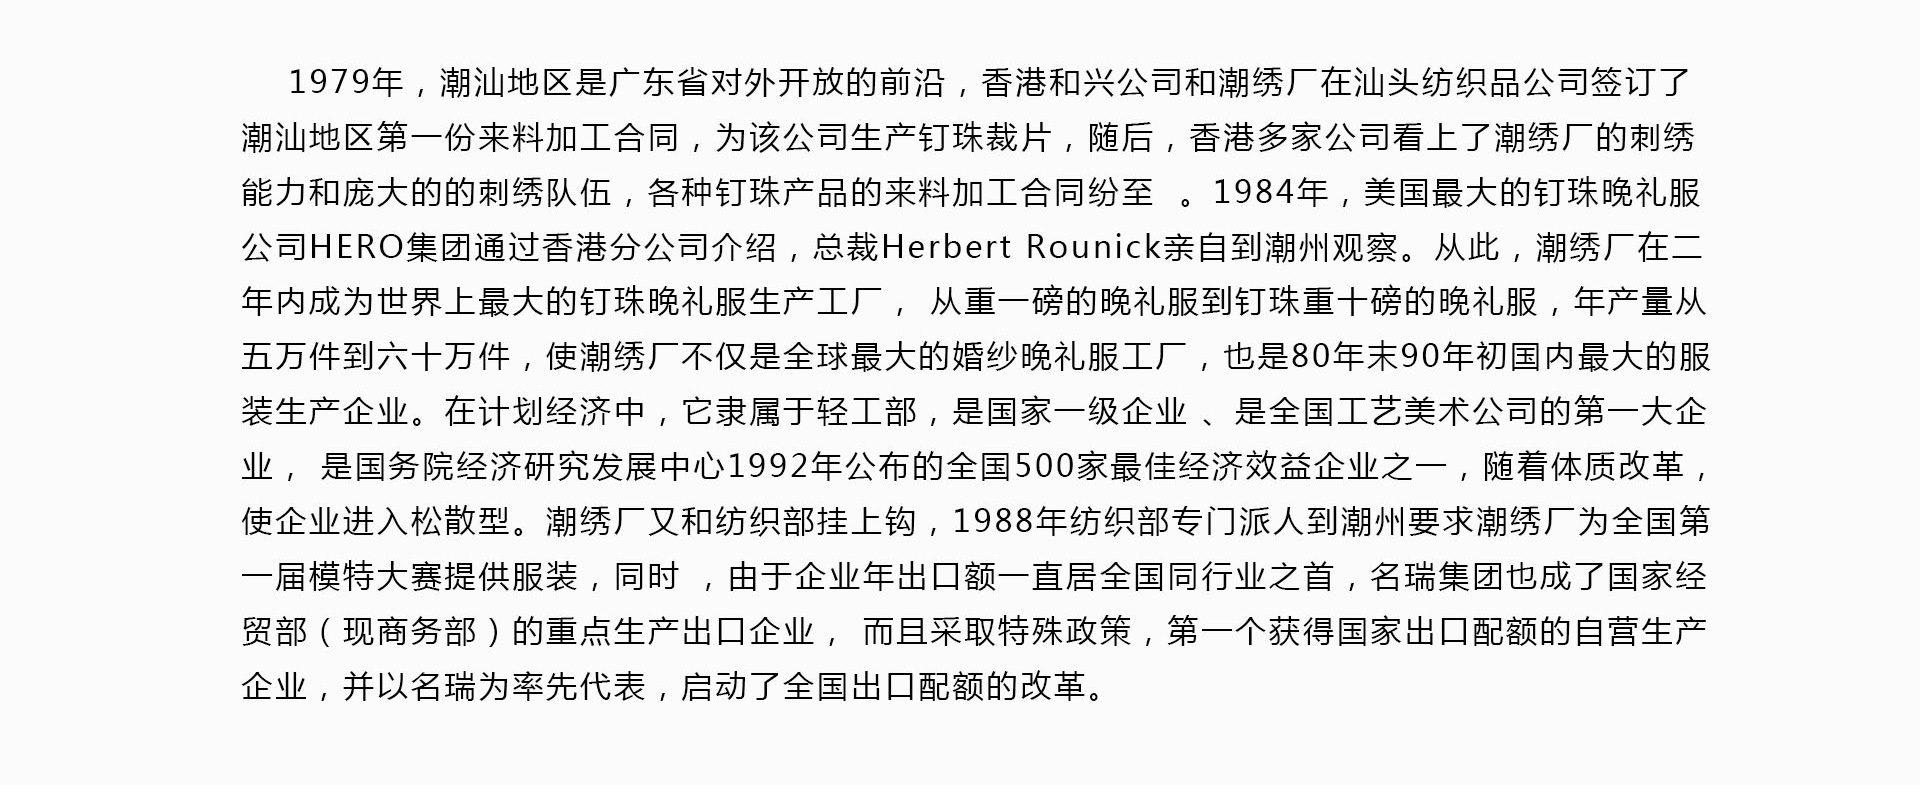 1979年，潮汕地区是广东省对外开放的前沿，香港和兴公司和潮绣厂在汕头纺织品公司签订了
潮汕地区第一份来料加工合同，为该公司生产钉珠裁片，随后，香港多家公司看上了潮绣厂的刺绣
能力和庞大的的刺绣队伍，各种钉珠产品的来料加工合同纷至 。1984年，美国最大的钉珠晚礼服
公司HERO集团通过香港分公司介绍，总裁Herbert Rounick亲自到潮州观察。从此，潮绣厂在二
年内成为世界上最大的钉珠晚礼服生产工厂， 从重一磅的晚礼服到钉珠重十磅的晚礼服，年产量从
五万件到六十万件，使潮绣厂不仅是全球最大的婚纱晚礼服工厂，也是80年末90年初国内最大的服
装生产企业。在计划经济中，它隶属于轻工部，是国家一级企业 、是全国工艺美术公司的第一大企
业， 是国务院经济研究发展中心1992年公布的全国500家最佳经济效益企业之一，随着体质改革，
使企业进入松散型。潮绣厂又和纺织部挂上钩，1988年纺织部专门派人到潮州要求潮绣厂为全国第
一届模特大赛提供服装，同时 ，由于企业年出口额一直居全国同行业之首，名瑞集团也成了国家经
贸部（现商务部）的重点生产出口企业， 而且采取特殊政策，第一个获得国家出口配额的自营生产
企业，并以名瑞为率先代表，启动了全国出口配额的改革。